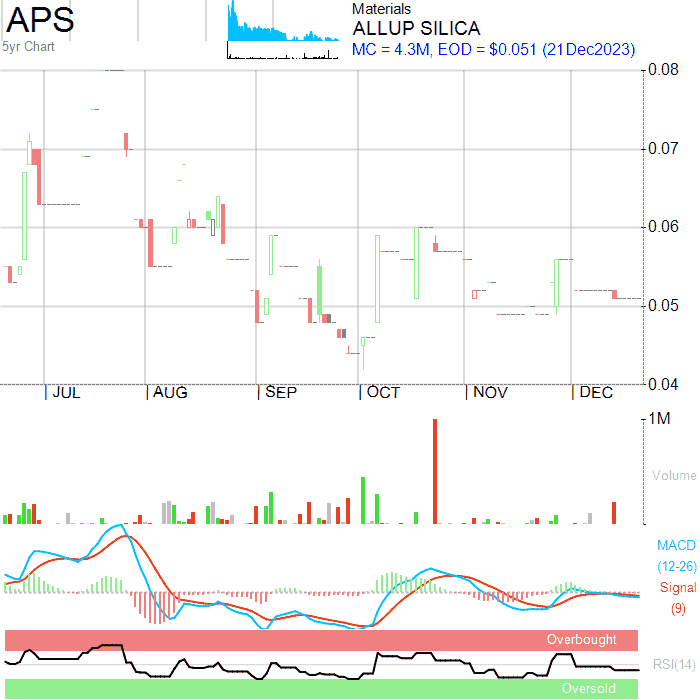 APS
5yr Chart
Materials
ALLUP SILICA
MC = 4.3M, EOD = $0.051 (21Dec2023)
0.08
0.07
0.06
0.05
0.04
JUL AUG SEP OCT NOV DEC
1M
Volume
MACD
(12-26)
Signal
(9)
Overbought
RSI(14)
Oversold